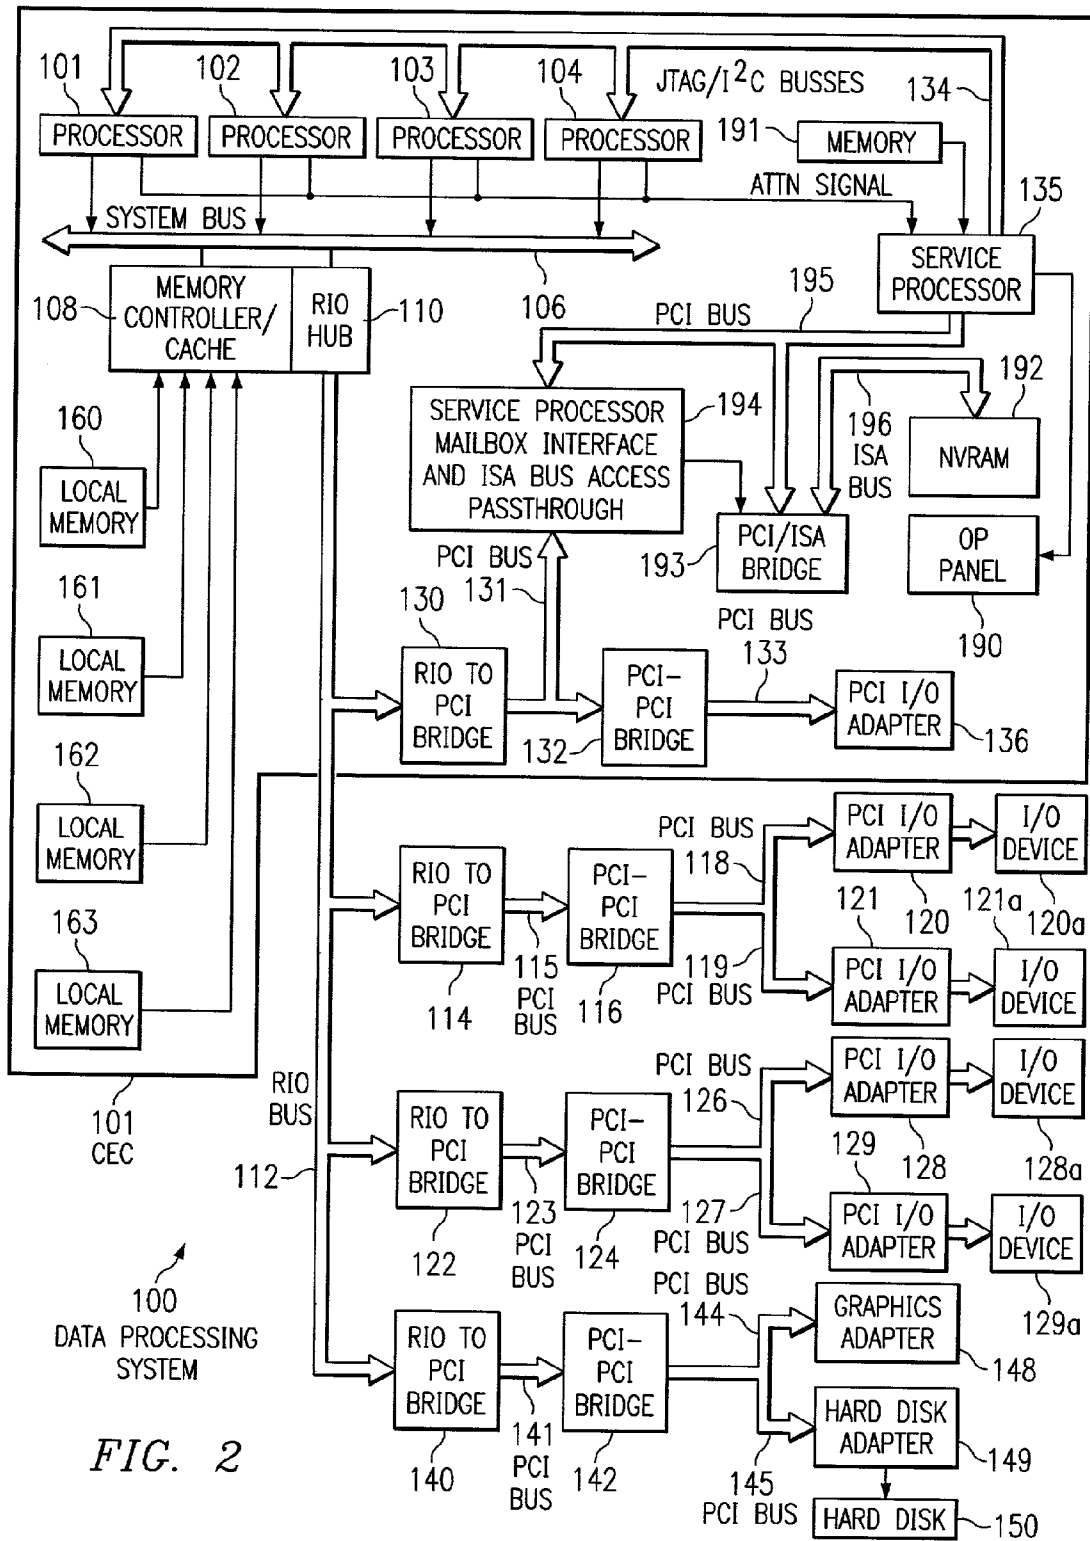 101
102
103
104
JTAG/I²C BUSSES
134
PROCESSOR
PROCESSOR
PROCESSOR
PROCESSOR
191
MEMORY
ATTN SIGNAL
135
SYSTEM BUS
SERVICE
PROCESSOR
108
MEMORY
CONTROLLER/
CACHE
RIO
HUB
110
106
195
PCI BUS
192
160
LOCAL
MEMORY
SERVICE PROCESSOR
MAILBOX INTERFACE
AND ISA BUS ACCESS
PASSTHROUGH
194
196
ISA
BUS
NVRAM
PCI BUS
131
193
PCI/ISA
BRIDGE
OP
PANEL
190
161
LOCAL
MEMORY
130
RIO TO
PCI
BRIDGE
132
PCI–
PCI
BRIDGE
PCI BUS
133
PCI I/O
ADAPTER
136
162
LOCAL
MEMORY
163
LOCAL
MEMORY
PCI BUS
118
PCI I/O
ADAPTER
120
I/O
DEVICE
120a
RIO TO
PCI
BRIDGE
114
115
PCI
BUS
PCI–
PCI
BRIDGE
116
119
PCI BUS
121
PCI I/O
ADAPTER
121a
I/O
DEVICE
101
CEC
RIO
BUS
112
PCI BUS
126
PCI I/O
ADAPTER
128
I/O
DEVICE
128a
RIO TO
PCI
BRIDGE
122
123
PCI
BUS
PCI–
PCI
BRIDGE
124
127
PCI BUS
129
PCI I/O
ADAPTER
I/O
DEVICE
129a
100
DATA PROCESSING
SYSTEM
PCI BUS
144
GRAPHICS
ADAPTER
148
RIO TO
PCI
BRIDGE
140
141
PCI
BUS
PCI–
PCI
BRIDGE
142
145
PCI BUS
HARD DISK
ADAPTER
149
HARD DISK
150
FIG. 2